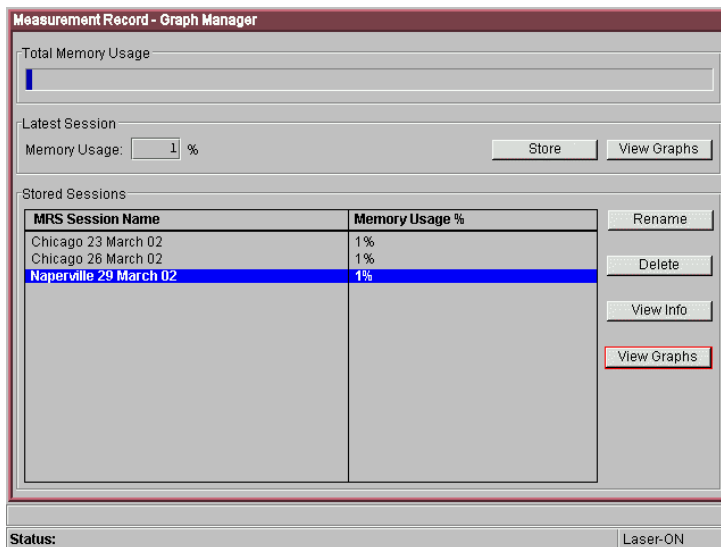 Measurement Record - Graph Manager
Total Memory Usage
Latest Session
Memory Usage: 1 % Store View Graphs
Stored Sessions
MRS Session Name Memory Usage % Rename
Chicago 23 March 02 1%
Chicago 26 March 02 1% Delete
Naperville 29 March 02 1%
View Info
View Graphs
Status: Laser-ON